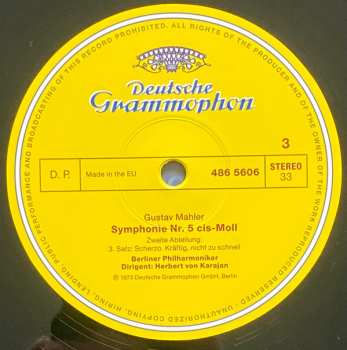 ALL RIGHTS OF THE PRODUCER AND OF THE OWNER OF THE WORK REPRODUCED RESERVED. UNAUTHORIZED COPYING, HIRING, LENDING, PUBLIC PERFORMANCE AND BROADCASTING OF THIS RECORD PROHIBITED.
Deutsche
Grammophon
3
D. P.
Made in the EU
486 5606
STEREO
33
Gustav Mahler
Symphonie Nr. 5 cis-Moll
Zweite Abteilung:
3. Satz: Scherzo. Kräftig, nicht zu schnell
Berliner Philharmoniker
Dirigent: Herbert von Karajan
℗ 1973 Deutsche Grammophon GmbH, Berlin